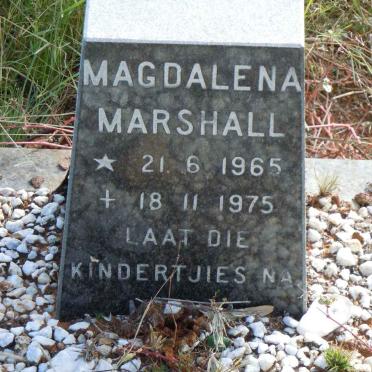 MAGDALENA
MARSHALL
☆ 21 6 1965
+ 18 11 1975
LAAT DIE
KINDERTJIES NA